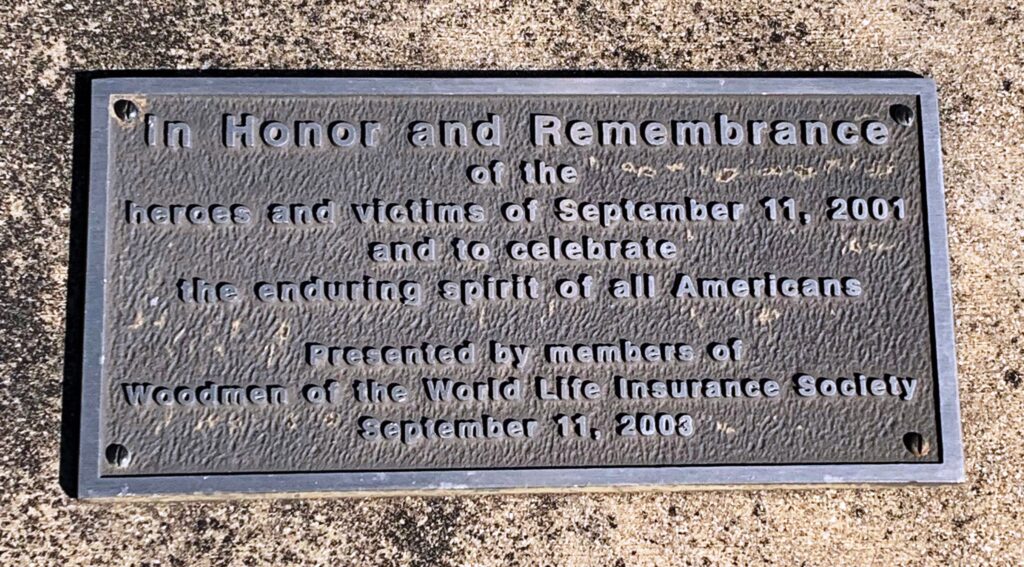 In Honor and Remembrance
of the
heroes and victims of September 11, 2001
and to celebrate
the enduring spirit of all Americans
Presented by members of
Woodmen of the World Life Insurance Society
September 11, 2003